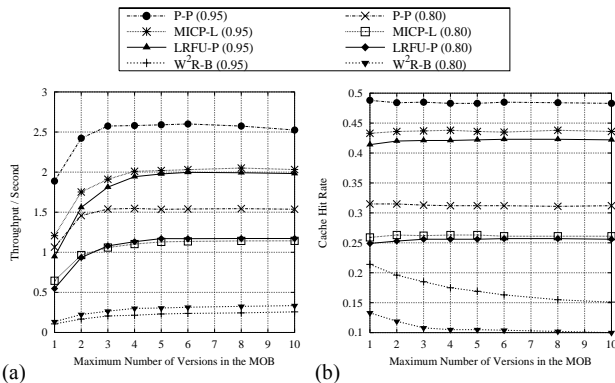 P-P (0.95) P-P (0.80)
MICP-L (0.95) MICP-L (0.80)
LRFU-P (0.95) LRFU-P (0.80)
W²R-B (0.95) W²R-B (0.80)
Throughput / Second
3
2.5
2
1.5
1
0.5
0
1 2 3 4 5 6 7 8 9 10
Maximum Number of Versions in the MOB
(a)
Cache Hit Rate
0.5
0.45
0.4
0.35
0.3
0.25
0.2
0.15
0.1
1 2 3 4 5 6 7 8 9 10
Maximum Number of Versions in the MOB
(b)